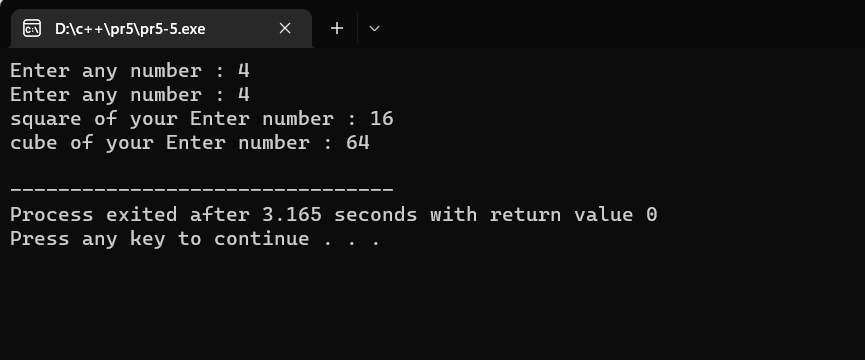 D:\c++\pr5\pr5-5.exe
Enter any number : 4
Enter any number : 4
square of your Enter number : 16
cube of your Enter number : 64
--------------------------------
Process exited after 3.165 seconds with return value 0
Press any key to continue . . .